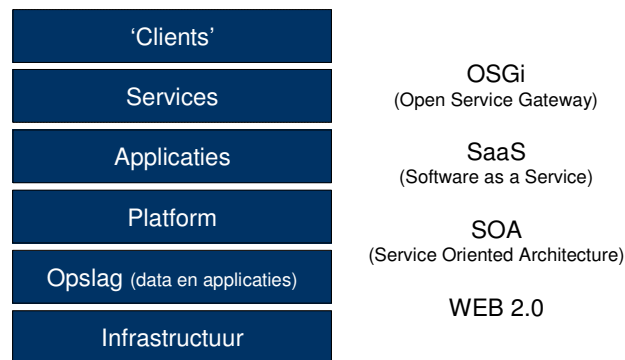 ‘Clients’
Services
Applicaties
Platform
Opslag (data en applicaties)
Infrastructuur
OSGi
(Open Service Gateway)
SaaS
(Software as a Service)
SOA
(Service Oriented Architecture)
WEB 2.0